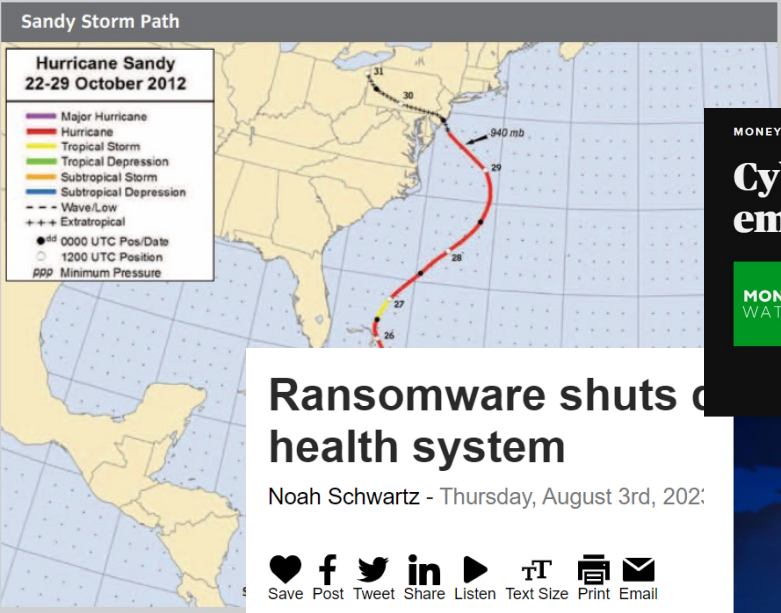 Sandy Storm Path
Hurricane Sandy
22-29 October 2012
Major Hurricane
Hurricane
Tropical Storm
Tropical Depression
Subtropical Storm
Subtropical Depression
Wave/Low
Extratropical
dd 0000 UTC Pos/Date
1200 UTC Position
ppp Minimum Pressure
31
30
940 mb
29
28
27
26
MONEY
Cy
em
MON
WAT
Ransomware shuts
health system
Noah Schwartz - Thursday, August 3rd, 202
Save Post Tweet Share Listen Text Size Print Email